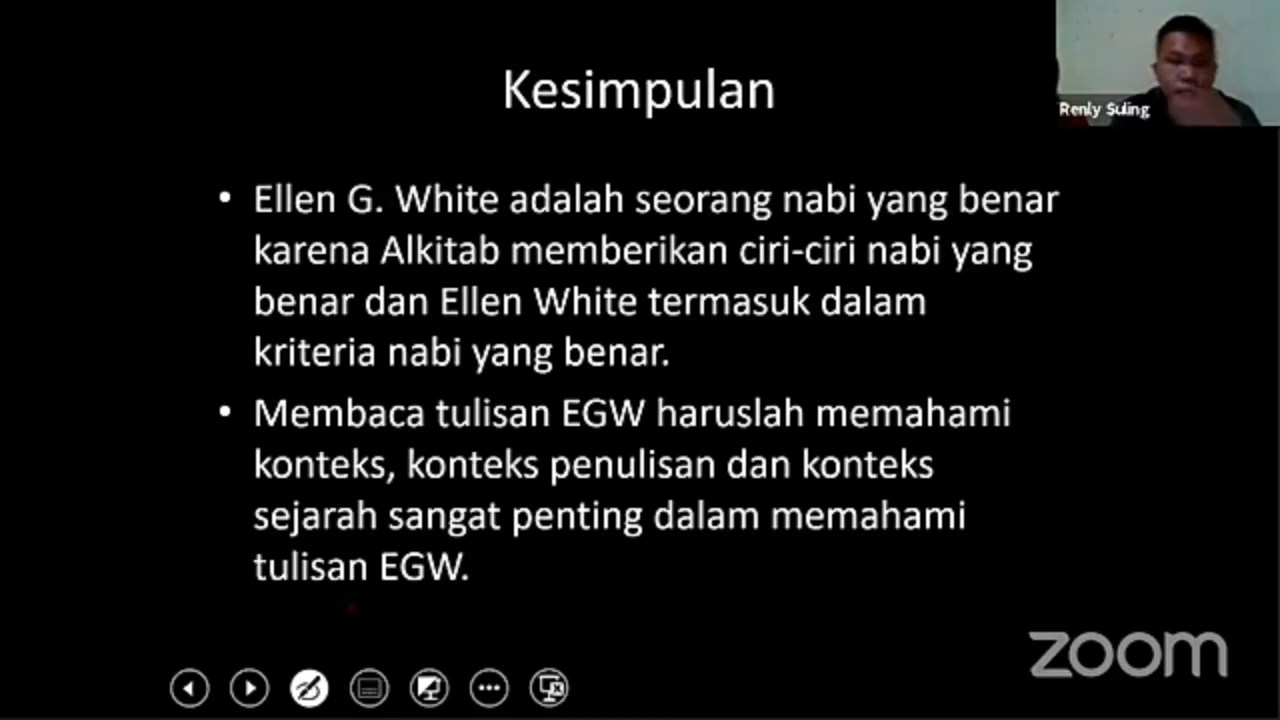 Kesimpulan
Renly Suling
• Ellen G. White adalah seorang nabi yang benar
karena Alkitab memberikan ciri-ciri nabi yang
benar dan Ellen White termasuk dalam
kriteria nabi yang benar.
• Membaca tulisan EGW haruslah memahami
konteks, konteks penulisan dan konteks
sejarah sangat penting dalam memahami
tulisan EGW.
zoom